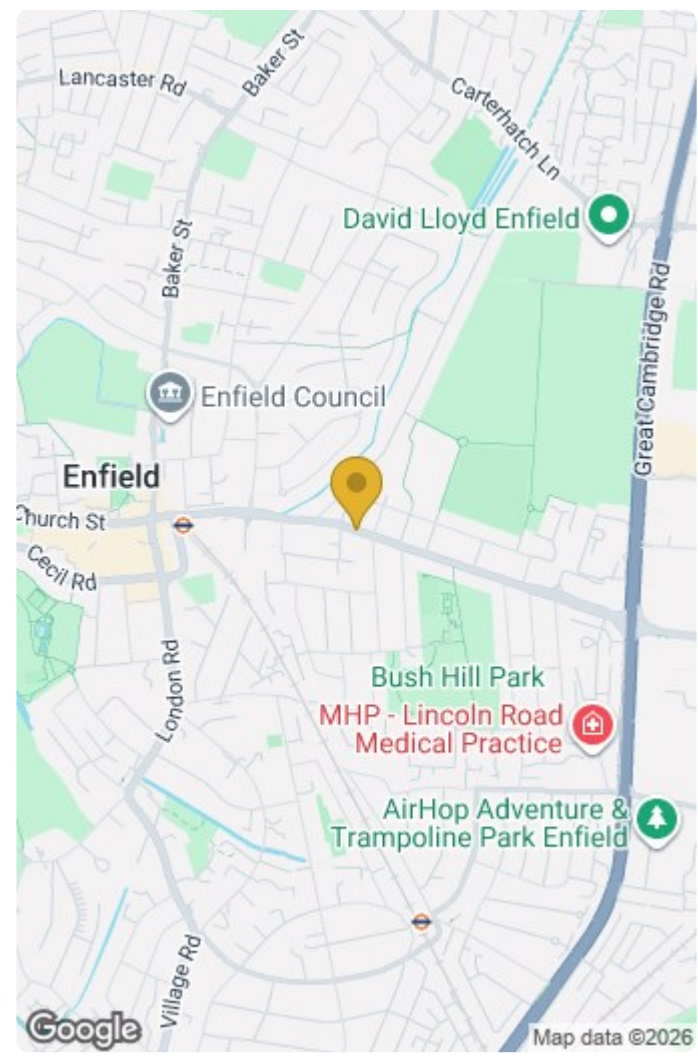 Lancaster Rd
Baker St
Carterhatch Ln
David Lloyd Enfield
Baker St
Great Cambridge Rd
Enfield Council
Enfield
Church St
Cecil Rd
London Rd
Bush Hill Park
MHP - Lincoln Road
Medical Practice
AirHop Adventure &
Trampoline Park Enfield
Village Rd
Google
Map data ©2026